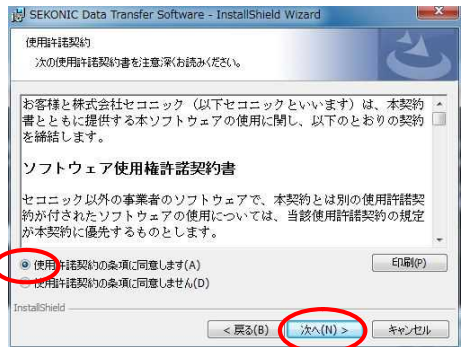 SEKONIC Data Transfer Software - InstallShield Wizard
使用許諾契約
次の使用許諾契約書を注意深くお読みください。
お客様と株式会社セコニック（以下セコニックといいます）は、本契約
書とともに提供する本ソフトウェアの使用に関し、以下のとおりの契約
を締結します。
ソフトウェア使用権許諾契約書
セコニック以外の事業者のソフトウェアで、本契約とは別の使用許諾契
約が付されたソフトウェアの使用については、当該使用許諾契約の規定
が本契約に優先するものとします。
使用許諾契約の条項に同意します(A)
印刷(P)
使用許諾契約の条項に同意しません(D)
InstallShield
< 戻る(B)
次へ(N) >
キャンセル